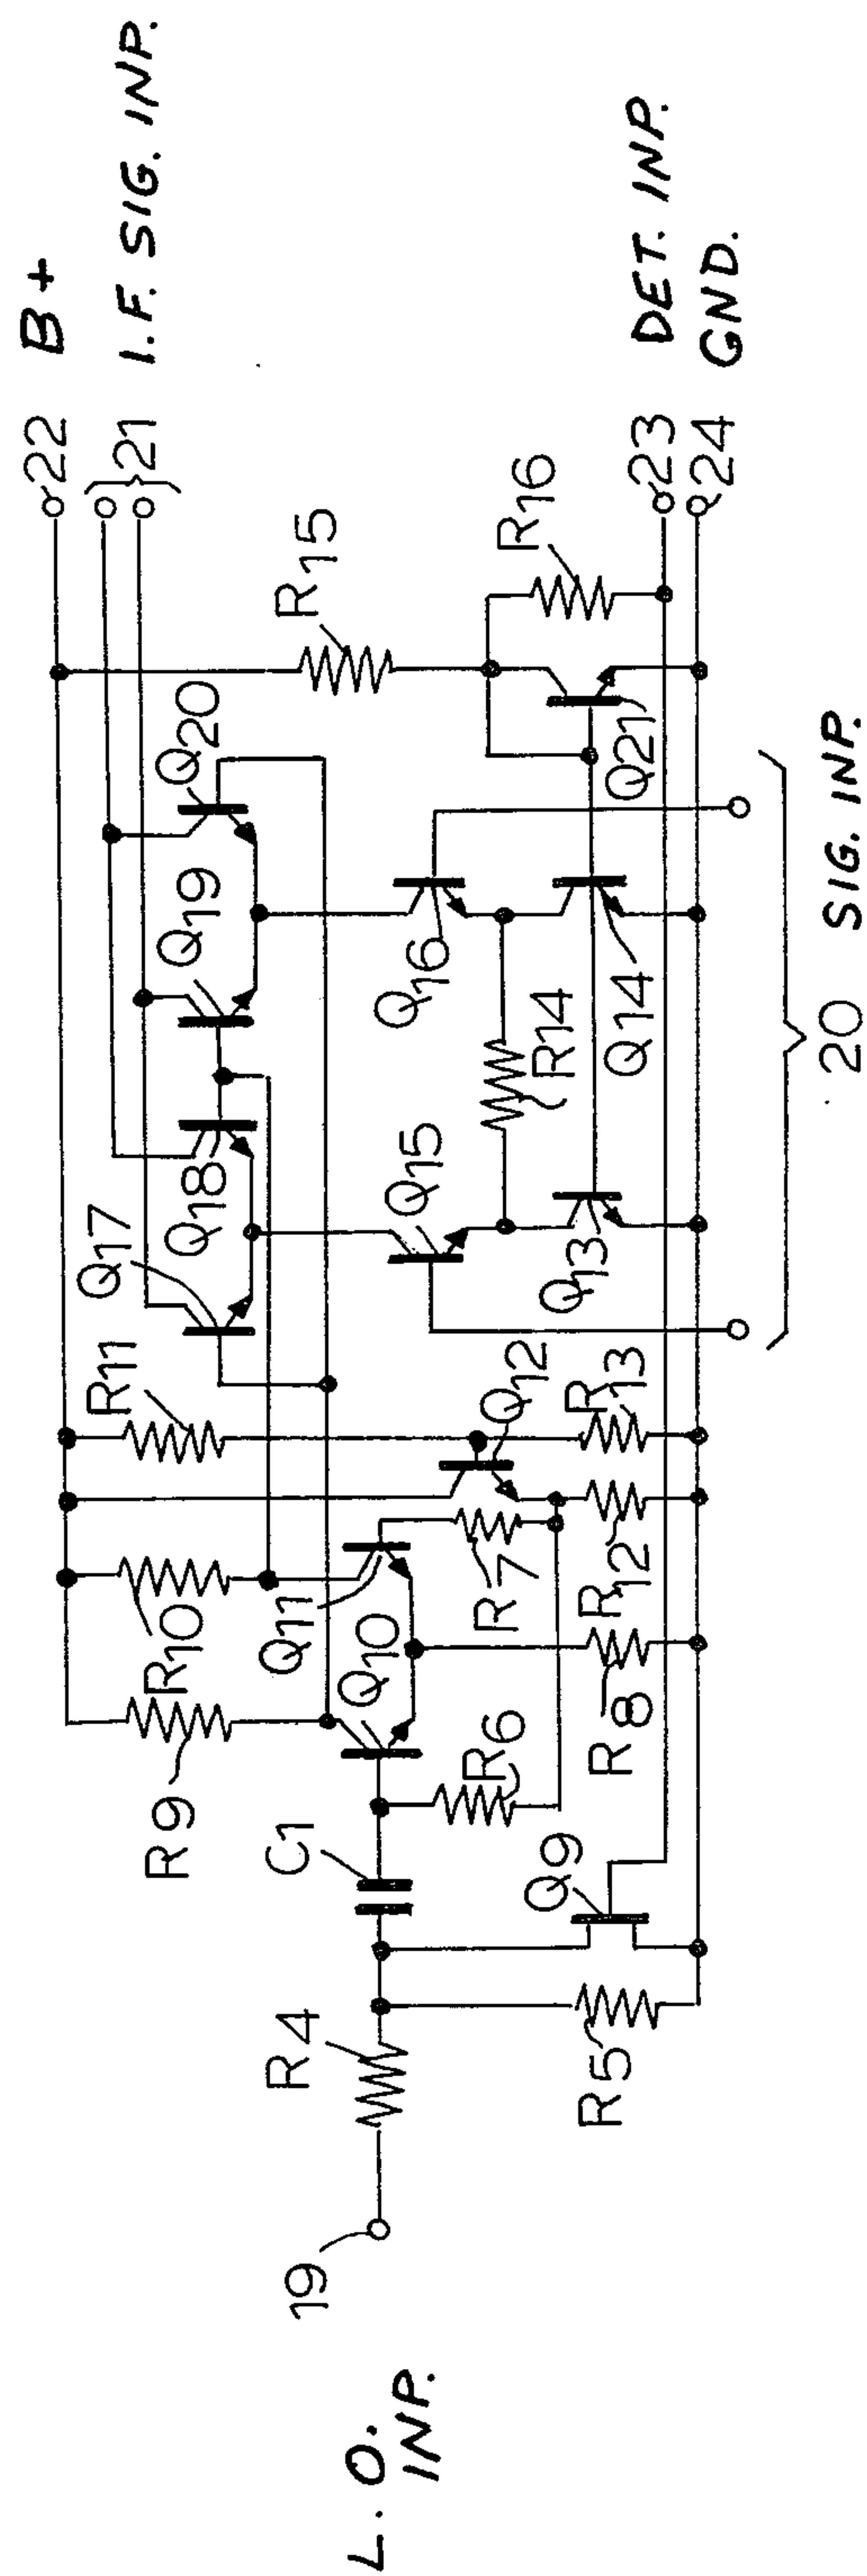 B+
22
I.F. SIG. INP.
21
R11
R10
R9
Q17
Q18
Q19
Q20
R15
L.O.
INP.
19
R4
C1
Q10
Q11
Q12
Q15
Q16
R14
R16
R6
R7
R5
Q9
R8
R12
R13
Q13
Q14
Q21
DET. INP.
23
GND.
24
20 SIG. INP.